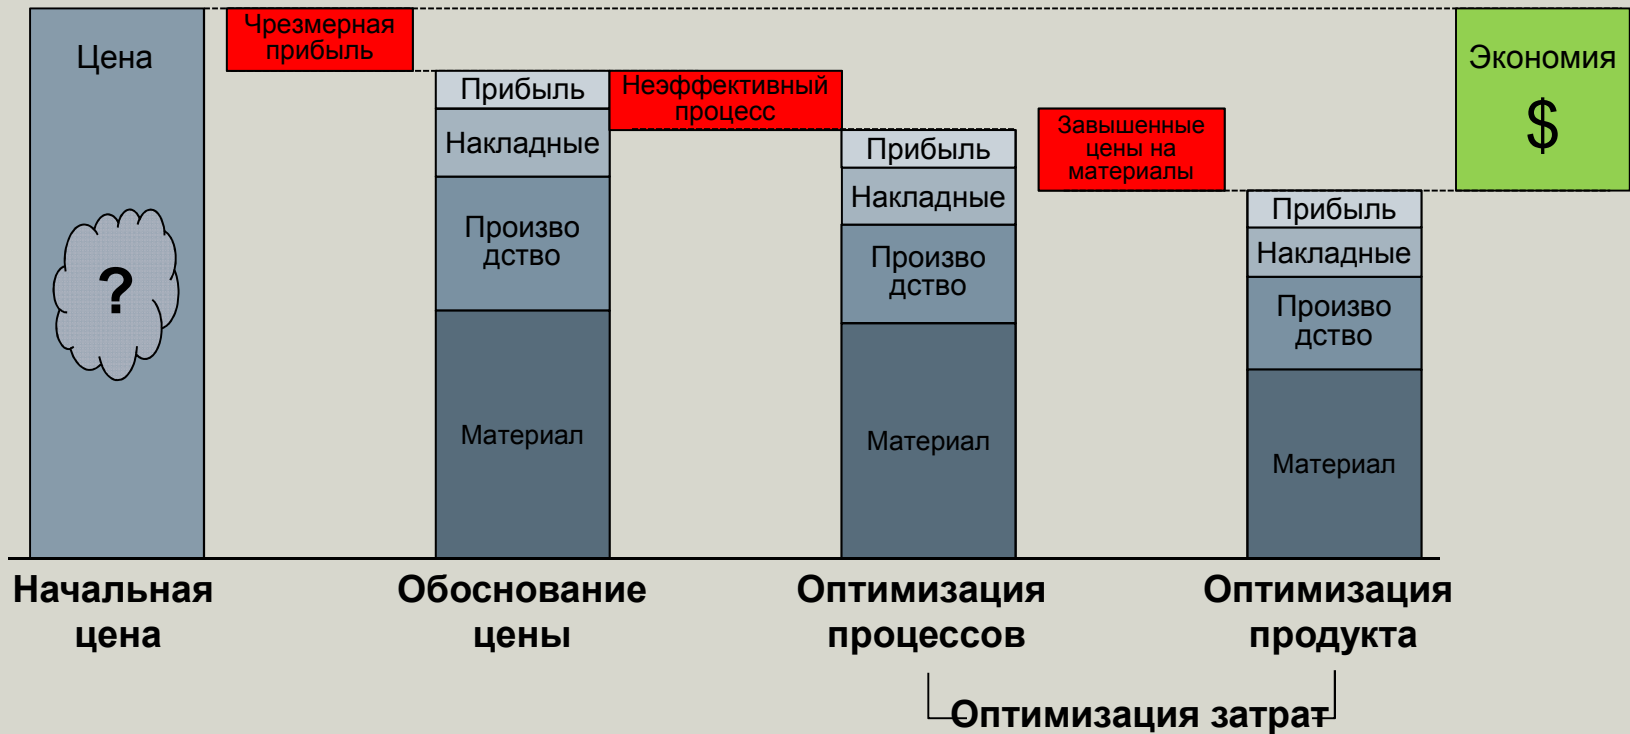 Цена
?
Чрезмерная
прибыль
Прибыль
Накладные
Произво
дство
Материал
Неэффективный
процесс
Прибыль
Накладные
Произво
дство
Материал
Завышенные
цены на
материалы
Прибыль
Накладные
Произво
дство
Материал
Экономия
$
Начальная
цена
Обоснование
цены
Оптимизация
процессов
Оптимизация
продукта
Оптимизация затрат